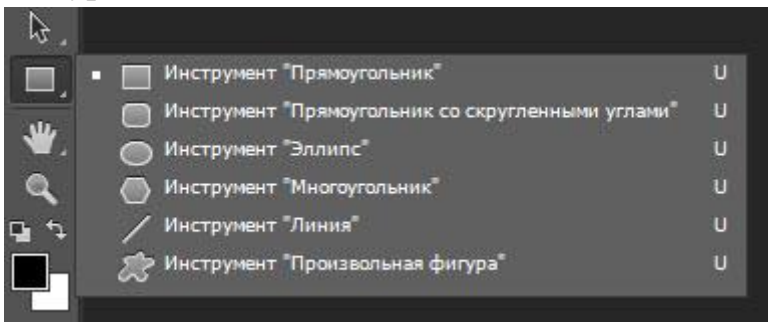 Инструмент "Прямоугольник" U
Инструмент "Прямоугольник со скругленными углами" U
Инструмент "Эллипс" U
Инструмент "Многоугольник" U
Инструмент "Линия" U
Инструмент "Произвольная фигура" U